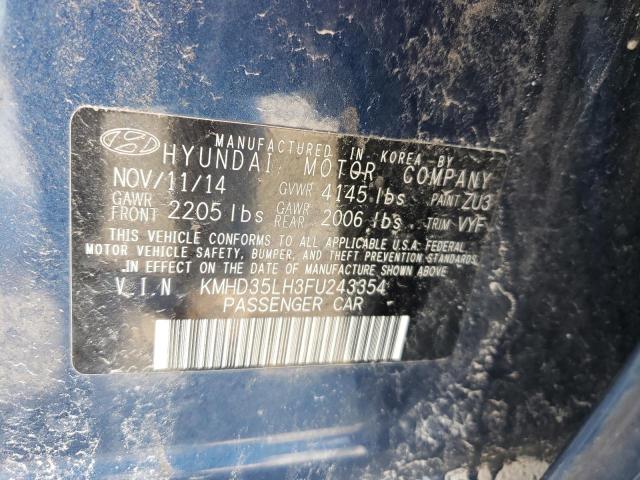 MANUFACTURED IN KOREA BY
HYUNDAI MOTOR COMPANY
NOV/11/14 GVWR 4145 lbs PAINT ZU3
GAWR FRONT 2205 lbs GAWR REAR 2006 lbs TRIM VYF
THIS VEHICLE CONFORMS TO ALL APPLICABLE U.S.A. FEDERAL
MOTOR VEHICLE SAFETY, BUMPER, AND THEFT PREVENTION STANDARDS
IN EFFECT ON THE DATE OF MANUFACTURE SHOWN ABOVE.
VIN KMHD35LH3FU243354
PASSENGER CAR